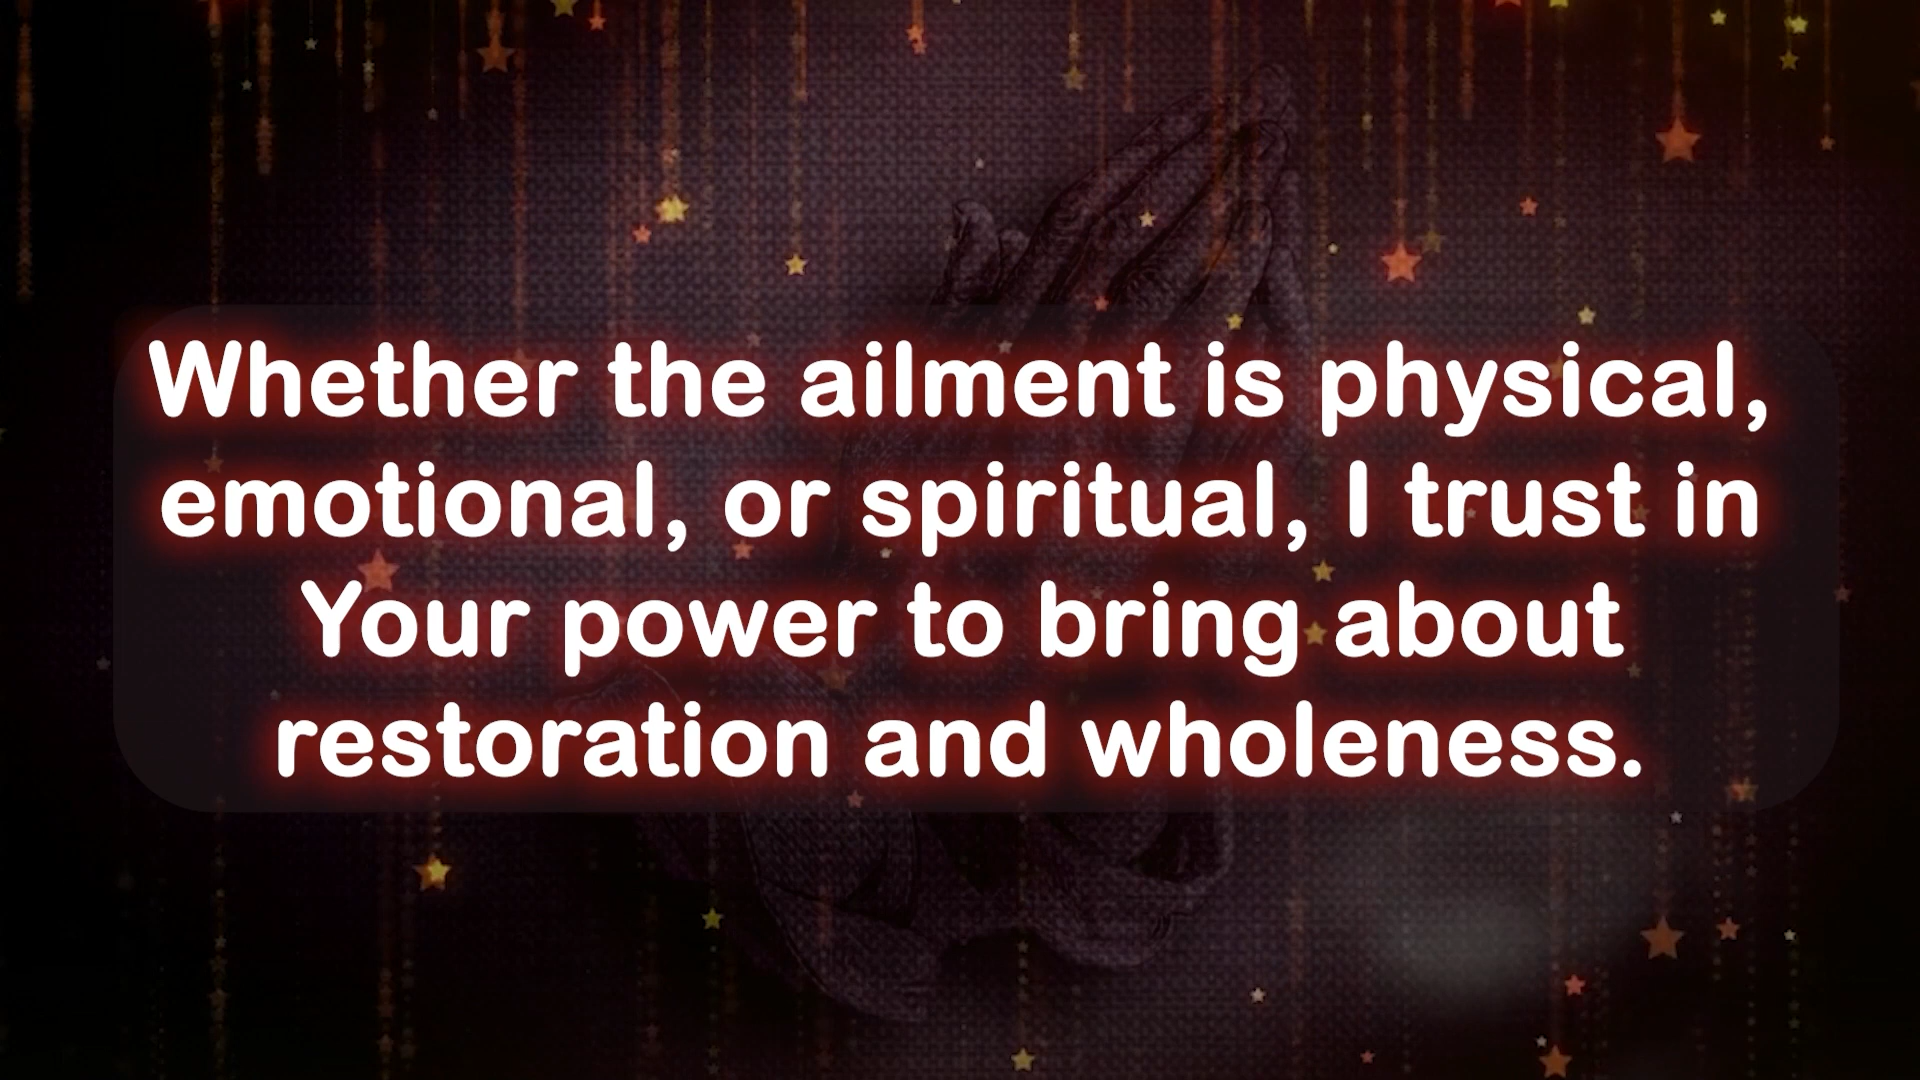 Whether the ailment is physical,
emotional, or spiritual, I trust in
Your power to bring about
restoration and wholeness.